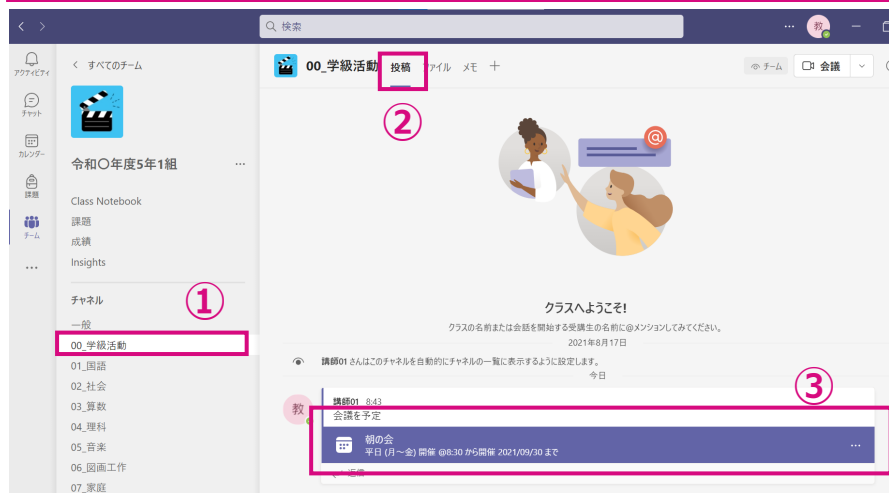 検索
教
アクティビティ
チャット
カレンダー
課題
チーム
すべてのチーム
令和〇年度5年1組
Class Notebook
課題
成績
Insights
チャネル
一般
00_学級活動
01_国語
02_社会
03_算数
04_理科
05_音楽
06_図画工作
07_家庭
①
00_学級活動 投稿 ファイル メモ
チーム
会議
②
@
クラスへようこそ!
クラスの名前または会話を開始する受講生の名前に@メンションしてみてください。
2021年8月17日
講師01 さんはこのチャネルを自動的にチャネルの一覧に表示するように設定します。
今日
③
教
講師01 8:43
会議を予定
朝の会
平日 (月～金) 開催 @8:30 から開催 2021/09/30 まで
返信